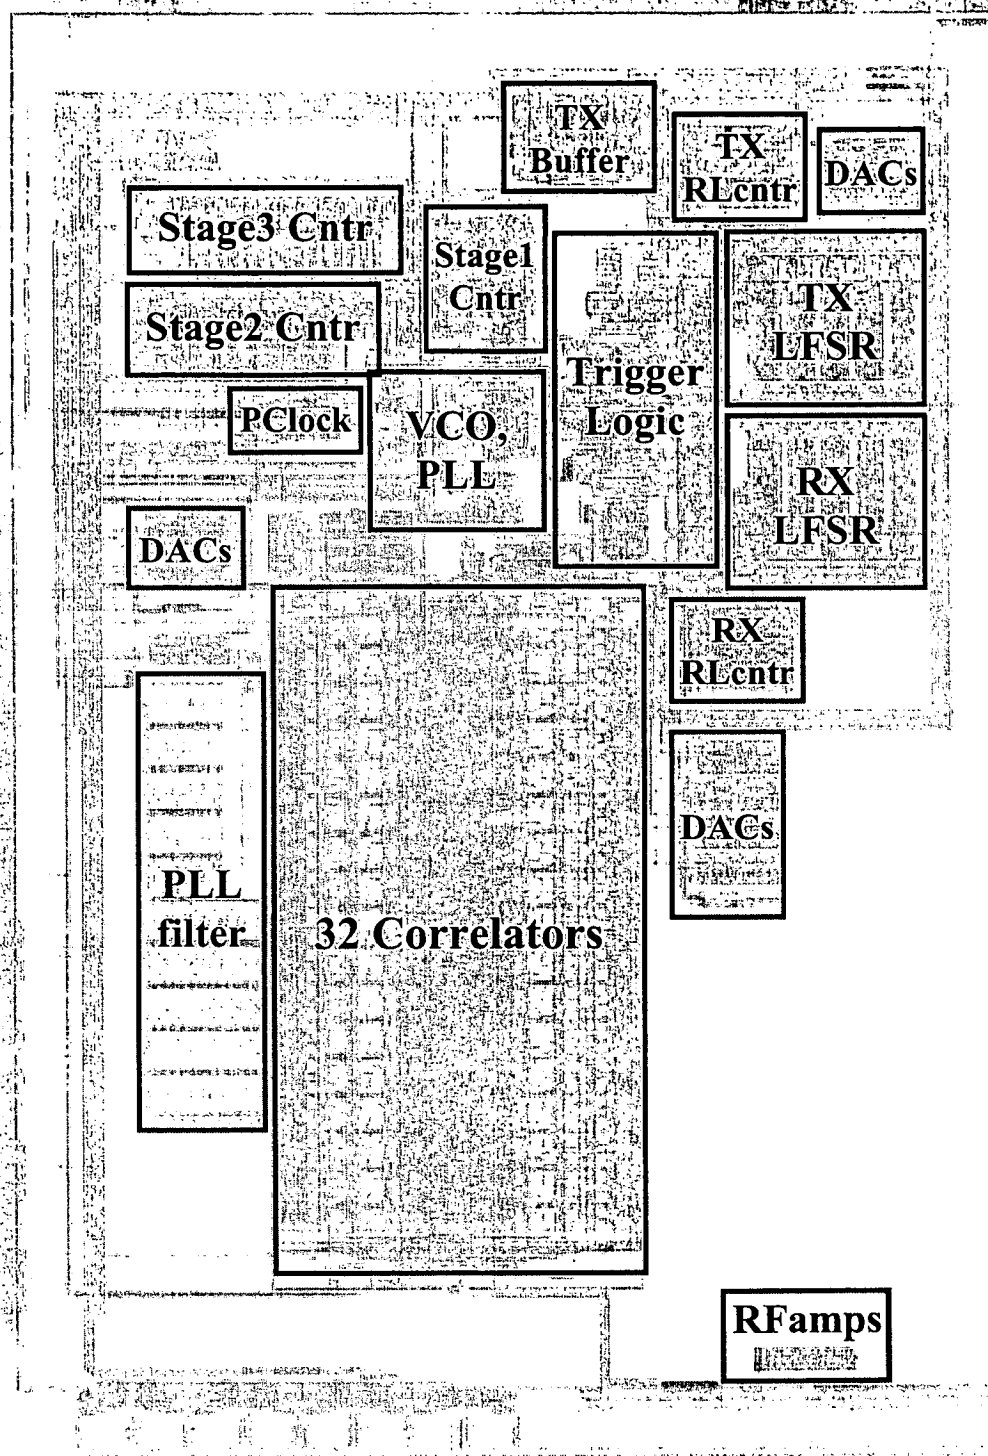 TX
Buffer
TX
RLcntr
DACs
Stage3 Cntr
Stage1
Cntr
Stage2 Cntr
TX
LFSR
Trigger
Logic
PClock
VCO,
PLL
RX
LFSR
DACs
RX
RLcntr
DACs
PLL
filter
32 Correlators
RFamps